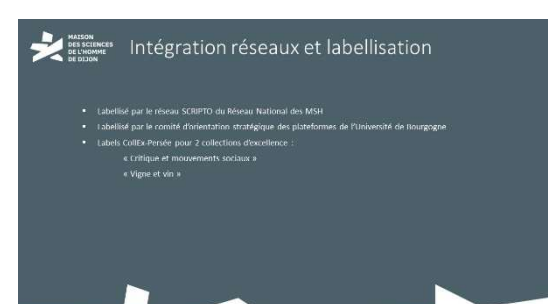 MAISON
DES SCIENCES
DE L'HOMME
DE DIJON
Intégration réseaux et labellisation
▪ Labellisé par le réseau SCRIPTO du Réseau National des MSH
▪ Labellisé par le comité d'orientation stratégique des plateformes de l'Université de Bourgogne
▪ Labels CollEx-Persée pour 2 collections d'excellence :
« Critique et mouvements sociaux »
« Vigne et vin »